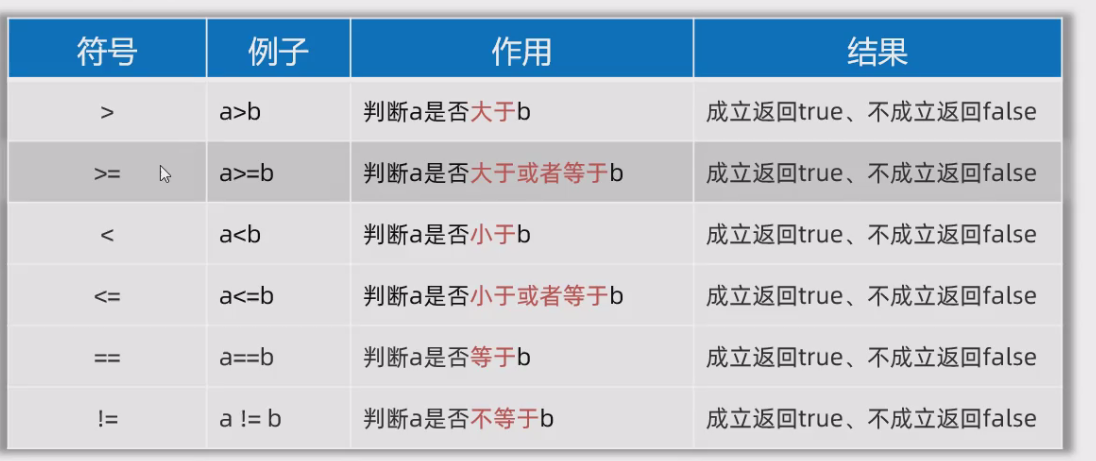 符号 例子 作用 结果
> a>b 判断a是否大于b 成立返回true、不成立返回false
>= a>=b 判断a是否大于或者等于b 成立返回true、不成立返回false
< a<b 判断a是否小于b 成立返回true、不成立返回false
<= a<=b 判断a是否小于或者等于b 成立返回true、不成立返回false
== a==b 判断a是否等于b 成立返回true、不成立返回false
!= a != b 判断a是否不等于b 成立返回true、不成立返回false